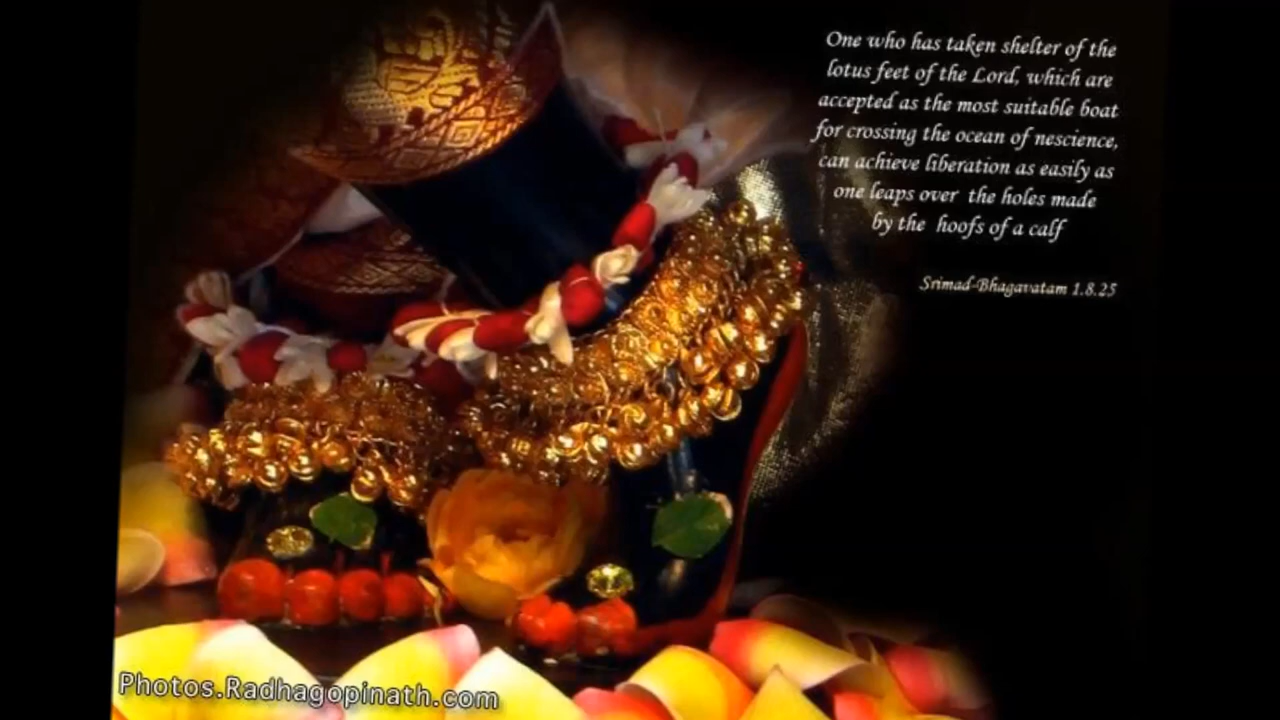 One who has taken shelter of the
lotus feet of the Lord, which are
accepted as the most suitable boat
for crossing the ocean of nescience,
can achieve liberation as easily as
one leaps over the holes made
by the hoofs of a calf
Srimad-Bhagavatam 1.8.25
Photos.Radhagopinath.com